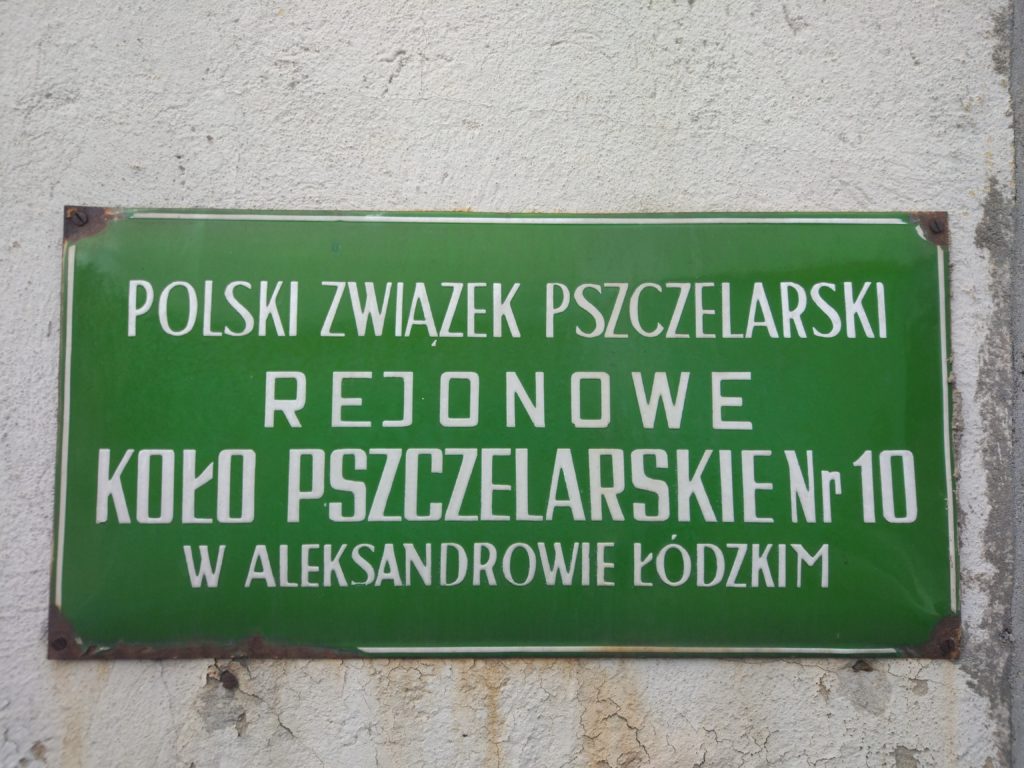 POLSKI ZWIĄZEK PSZCZELARSKI
REJONOWE
KOŁO PSZCZELARSKIE Nr 10
W ALEKSANDROWIE ŁÓDZKIM